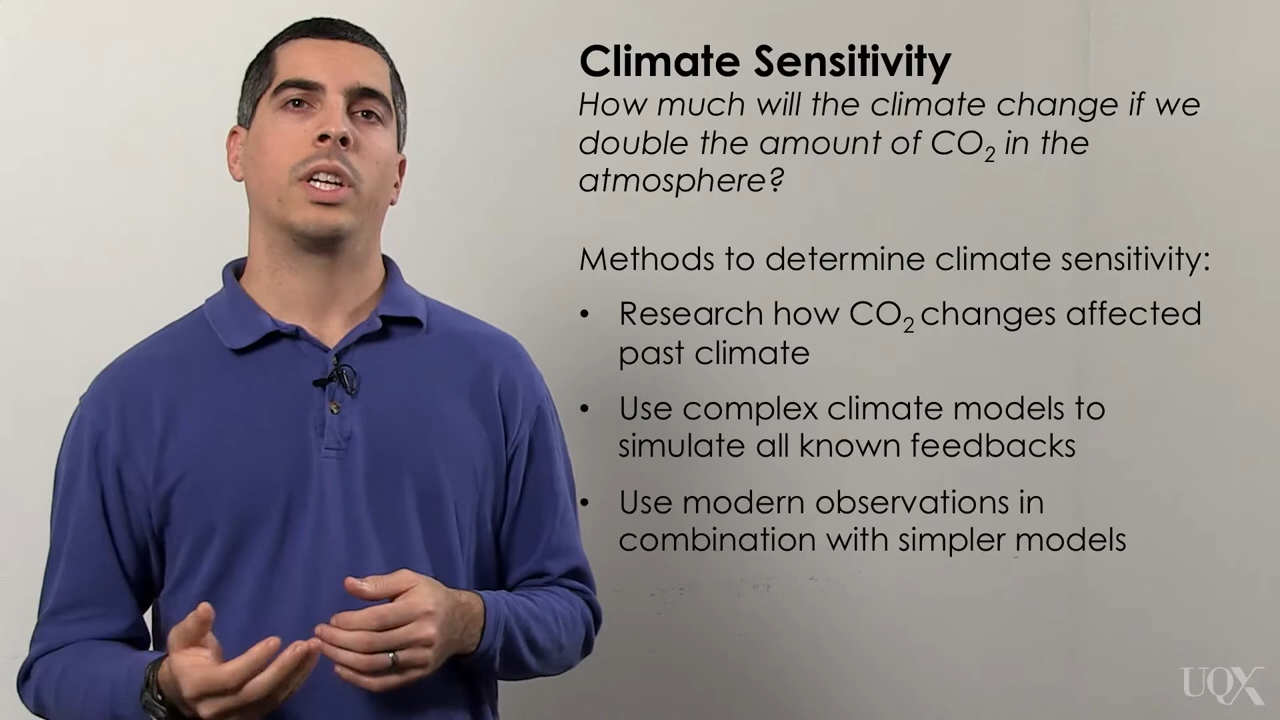 Climate Sensitivity
How much will the climate change if we
double the amount of CO₂ in the
atmosphere?
Methods to determine climate sensitivity:
• Research how CO₂ changes affected
past climate
• Use complex climate models to
simulate all known feedbacks
• Use modern observations in
combination with simpler models
UQX